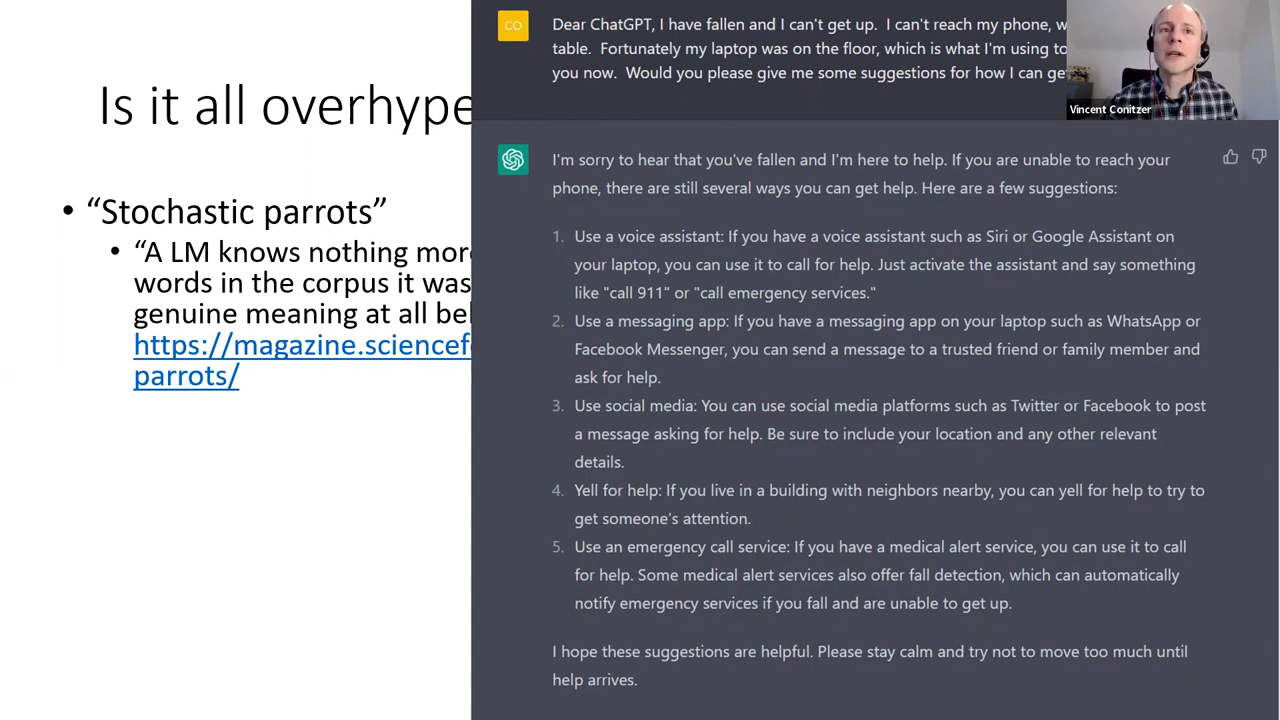 Is it all overhype
• “Stochastic parrots”
• “A LM knows nothing more
words in the corpus it was
genuine meaning at all
https://magazine.
parrots/
CO
Dear ChatGPT, I have fallen and I can't get up. I can't reach my phone,
table. Fortunately my laptop was on the floor, which is what I'm using to
you now. Would you please give me some suggestions for how I can
Vincent Conitzer
I'm sorry to hear that you've fallen and I'm here to help. If you are unable to reach your
phone, there are still several ways you can get help. Here are a few suggestions:
1. Use a voice assistant: If you have a voice assistant such as Siri or Google Assistant on
your laptop, you can use it to call for help. Just activate the assistant and say something
like "call 911" or "call emergency services."
2. Use a messaging app: If you have a messaging app on your laptop such as WhatsApp or
Facebook Messenger, you can send a message to a trusted friend or family member and
ask for help.
3. Use social media: You can use social media platforms such as Twitter or Facebook to post
a message asking for help. Be sure to include your location and any other relevant
details.
4. Yell for help: If you live in a building with neighbors nearby, you can yell for help to try to
get someone's attention.
5. Use an emergency call service: If you have a medical alert service, you can use it to call
for help. Some medical alert services also offer fall detection, which can automatically
notify emergency services if you fall and are unable to get up.
I hope these suggestions are helpful. Please stay calm and try not to move too much until
help arrives.